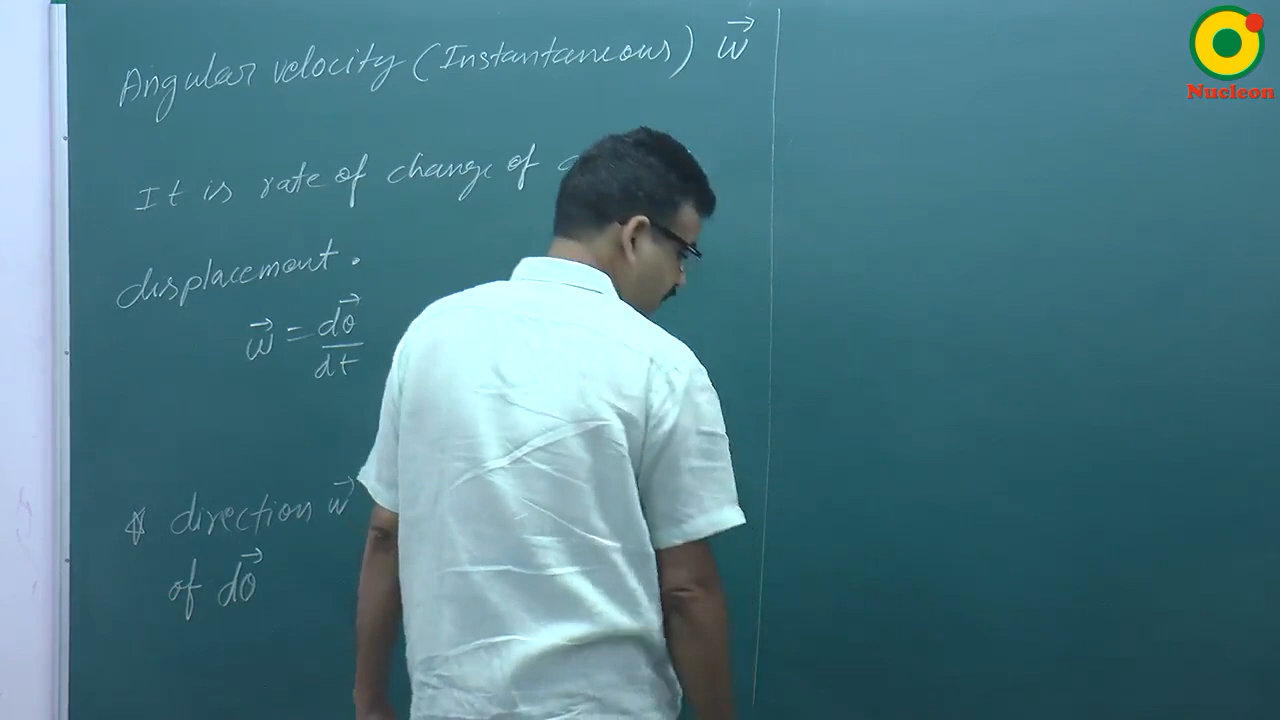 Angular velocity (Instantaneous) w⃗
It is rate of change of
displacement.
w⃗ = dθ⃗/dt
* direction w⃗
of dθ⃗
Nucleon